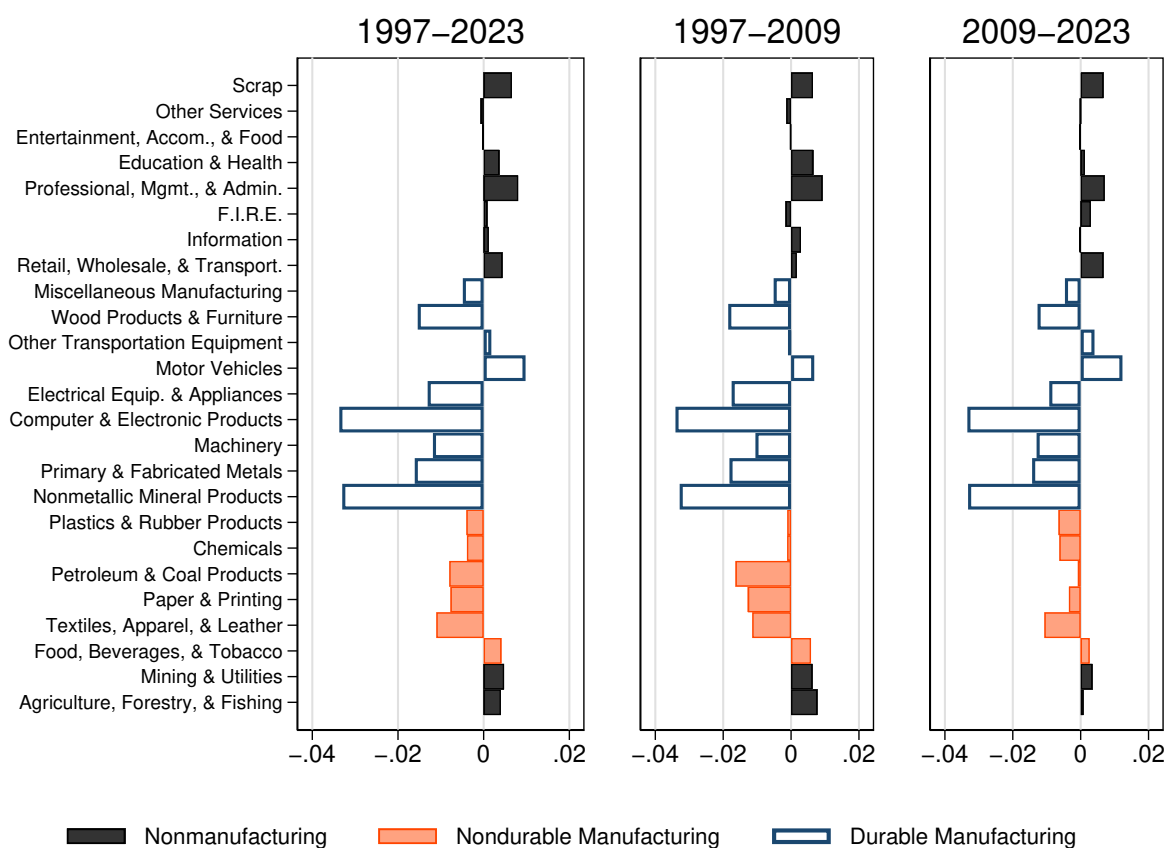 1997−2023
1997−2009
2009−2023
Scrap
Other Services
Entertainment, Accom., & Food
Education & Health
Professional, Mgmt., & Admin.
F.I.R.E.
Information
Retail, Wholesale, & Transport.
Miscellaneous Manufacturing
Wood Products & Furniture
Other Transportation Equipment
Motor Vehicles
Electrical Equip. & Appliances
Computer & Electronic Products
Machinery
Primary & Fabricated Metals
Nonmetallic Mineral Products
Plastics & Rubber Products
Chemicals
Petroleum & Coal Products
Paper & Printing
Textiles, Apparel, & Leather
Food, Beverages, & Tobacco
Mining & Utilities
Agriculture, Forestry, & Fishing
−.04 −.02 0 .02
−.04 −.02 0 .02
−.04 −.02 0 .02
Nonmanufacturing
Nondurable Manufacturing
Durable Manufacturing